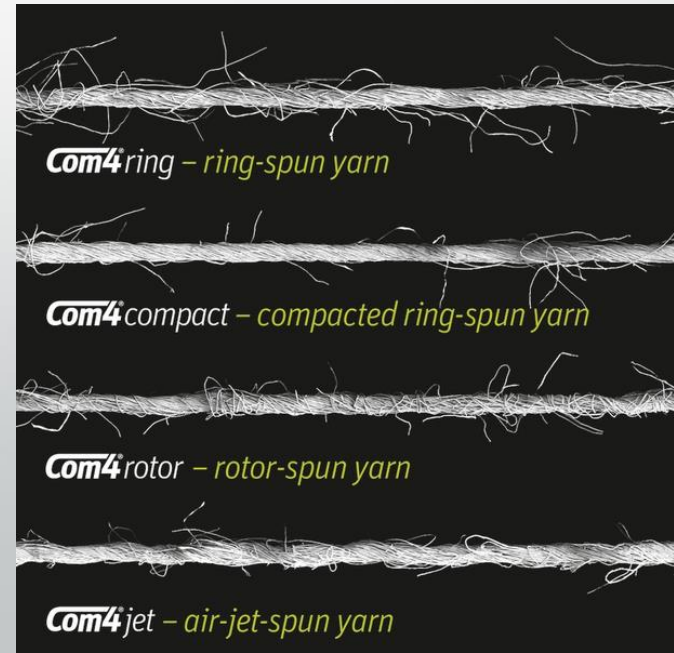 Com4® ring – ring-spun yarn
Com4® compact – compacted ring-spun yarn
Com4® rotor – rotor-spun yarn
Com4® jet – air-jet-spun yarn